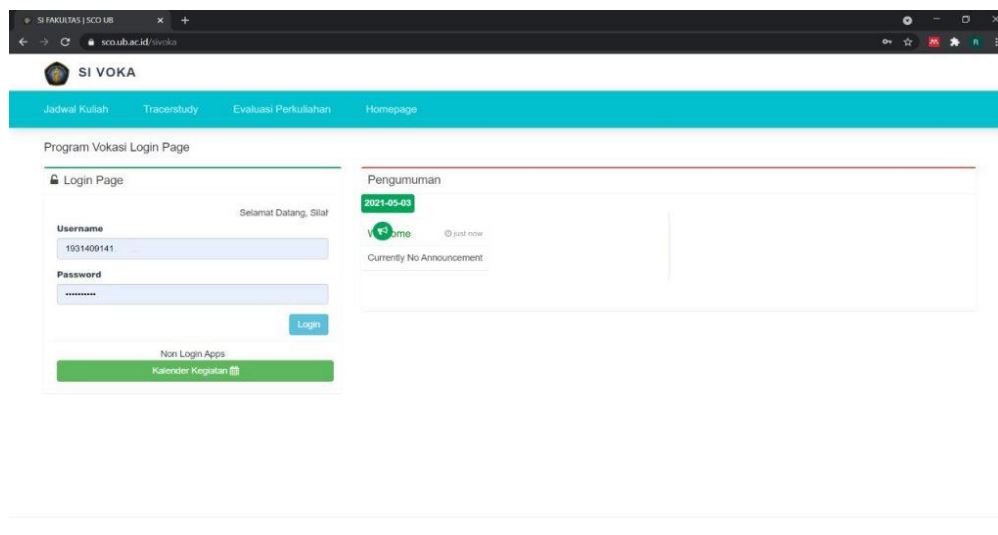 SI FAKULTAS | SCO UB
sco.ub.ac.id/sivoka
SI VOKA
Jadwal Kuliah Tracerstudy Evaluasi Perkuliahan Homepage
Program Vokasi Login Page
Login Page
Selamat Datang, Silah
Username
1931409141
Password
••••••••••
Login
Non Login Apps
Kalender Kegiatan
Pengumuman
2021-05-03
just now
Currently No Announcement